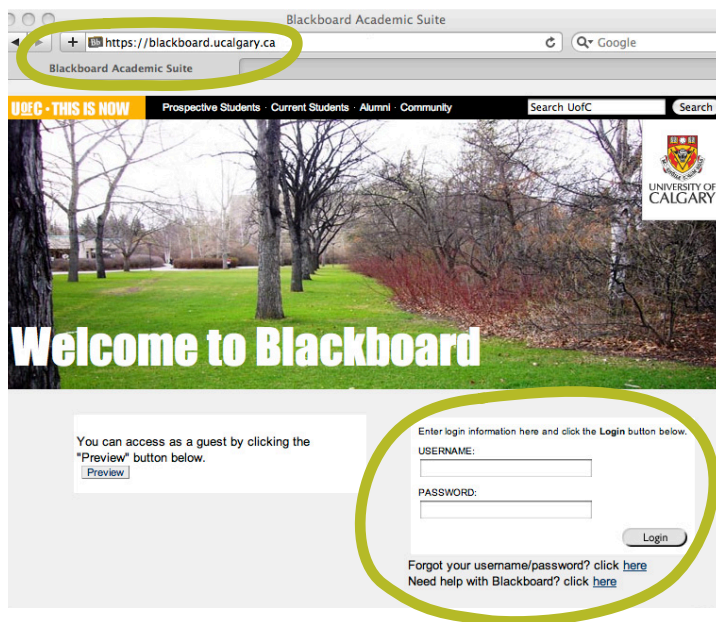 Blackboard Academic Suite
https://blackboard.ucalgary.ca
Google
Blackboard Academic Suite
UofC · THIS IS NOW
Prospective Students · Current Students · Alumni · Community
Search UofC
Search
UNIVERSITY OF
CALGARY
Welcome to Blackboard
You can access as a guest by clicking the
"Preview" button below.
Preview
Enter login information here and click the Login button below.
USERNAME:
PASSWORD:
Login
Forgot your username/password? click here
Need help with Blackboard? click here